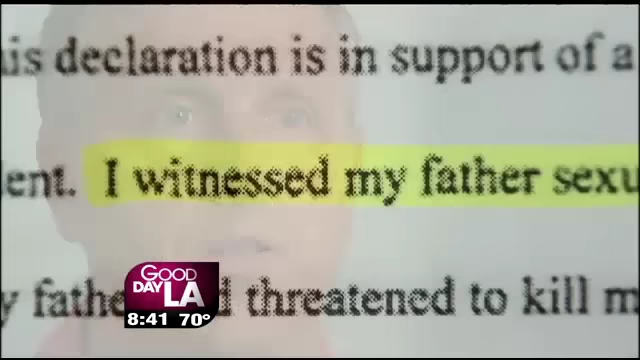 is declaration is in support of a
ent. I witnessed my father sexu
y fathe threatened to kill m
GOOD
DAY
LA
8:41 70°